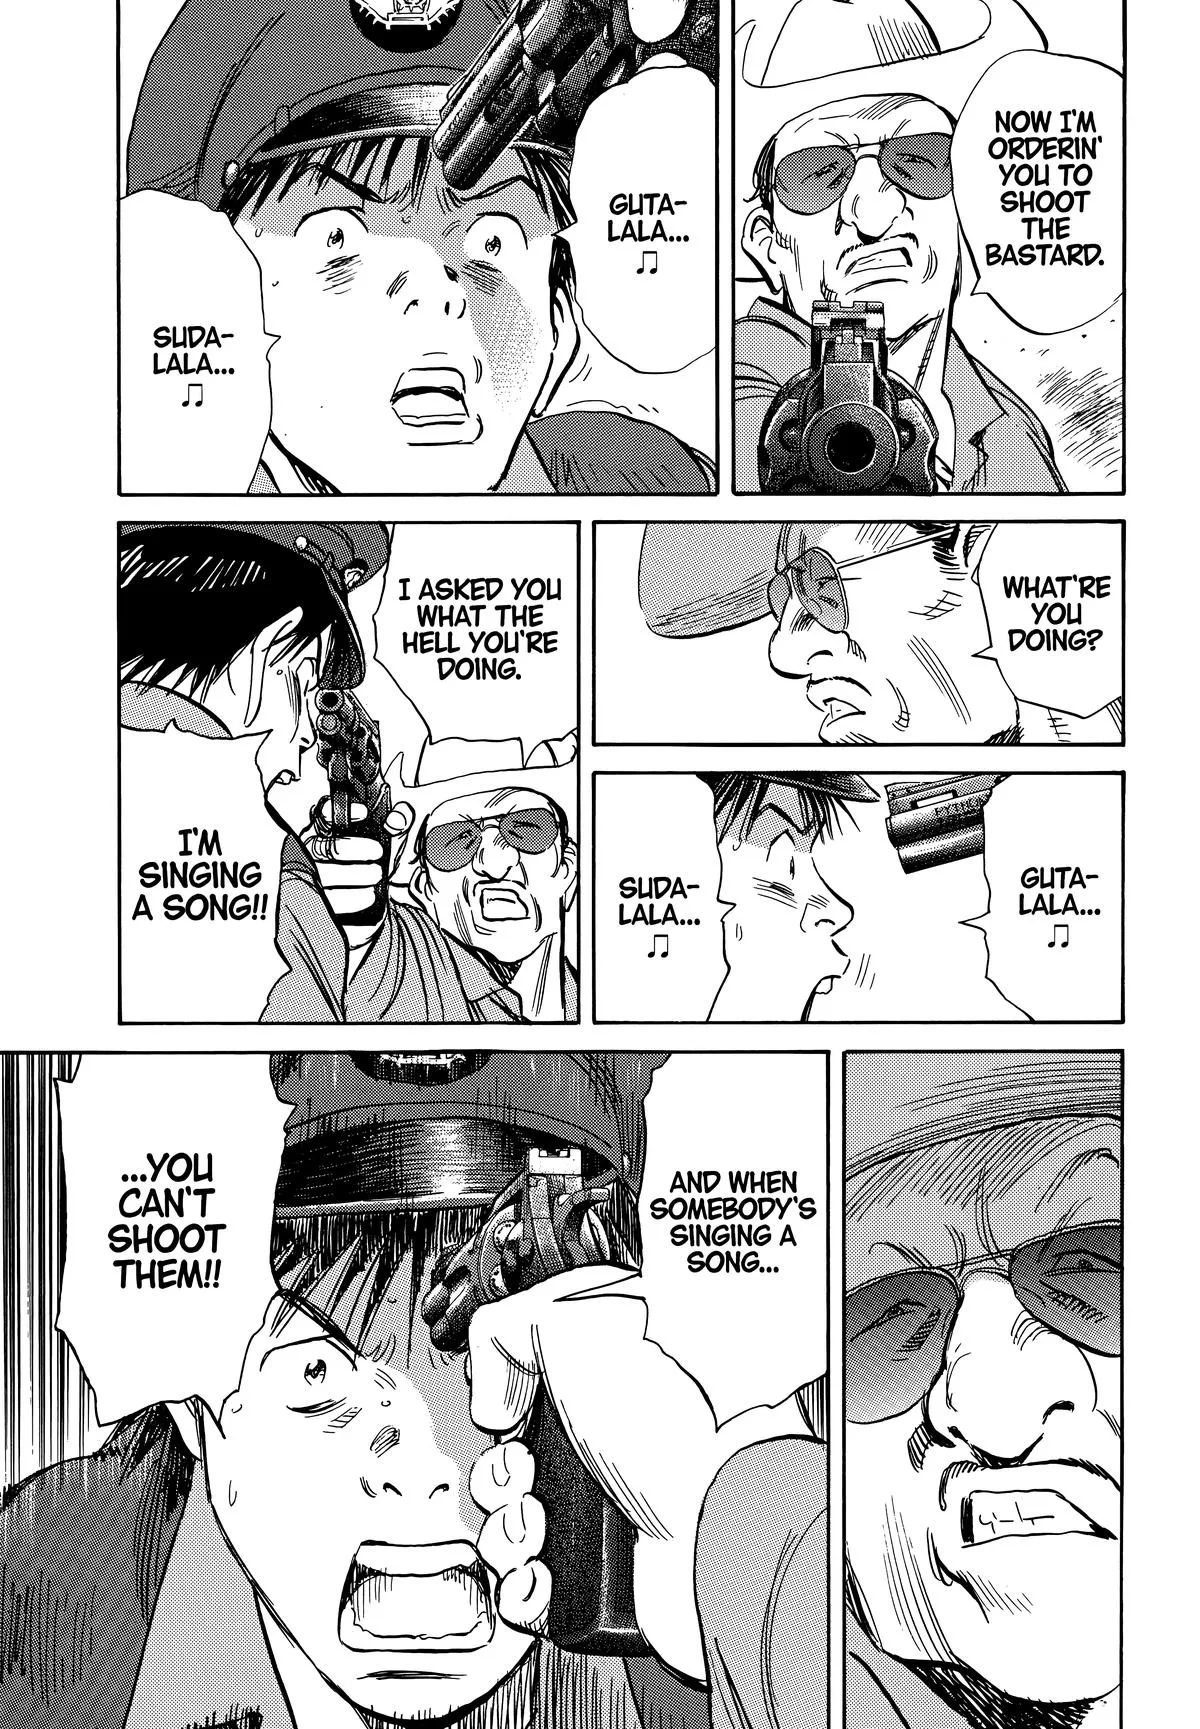 NOW I'M
ORDERIN'
YOU TO
SHOOT
THE
BASTARD.
GUTA-
LALA...
♫
SUDA-
LALA...
♫
WHAT'RE
YOU
DOING?
GUTA-
LALA...
♫
SUDA-
LALA...
♫
I ASKED YOU
WHAT THE
HELL YOU'RE
DOING.
I'M
SINGING
A SONG!!
AND WHEN
SOMEBODY'S
SINGING A
SONG...
...YOU
CAN'T
SHOOT
THEM!!